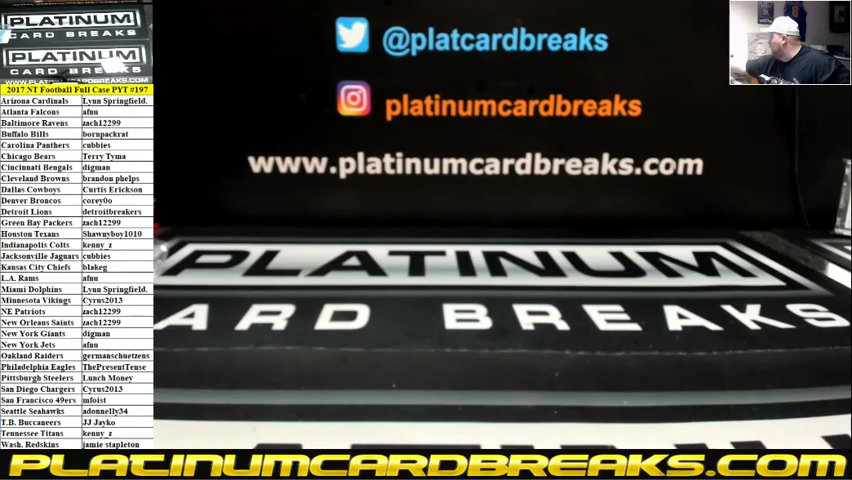 PLATINUM
CARD BREAKS
PLATINUM
CARD BREAKS
WWW.PLATINUMCARDBREAKS.COM
2017 NT Football Full Case PYT #197
Arizona Cardinals Lynn Springfield.
Atlanta Falcons afnu
Baltimore Ravens zach12299
Buffalo Bills bornpackrat
Carolina Panthers cubbies
Chicago Bears Terry Tyma
Cincinnati Bengals digman
Cleveland Browns brandon phelps
Dallas Cowboys Curtis Erickson
Denver Broncos corey0o
Detroit Lions detroitbreakers
Green Bay Packers zach12299
Houston Texans Shawnyboy1010
Indianapolis Colts kenny_z
Jacksonville Jaguars cubbies
Kansas City Chiefs blakeg
L.A. Rams afnu
Miami Dolphins Lynn Springfield.
Minnesota Vikings Cyrus2013
NE Patriots zach12299
New Orleans Saints zach12299
New York Giants digman
New York Jets afnu
Oakland Raiders germanschuetzens
Philadelphia Eagles ThePresentTense
Pittsburgh Steelers Lunch Money
San Diego Chargers Cyrus2013
San Francisco 49ers mfoist
Seattle Seahawks adonnelly34
T.B. Buccaneers JJ Jayko
Tennessee Titans kenny_z
Wash. Redskins jamie stapleton
@platcardbreaks
platinumcardbreaks
www.platinumcardbreaks.com
PLATINUM
CARD BREAKS
PLATINUMCARDBREAKS.COM